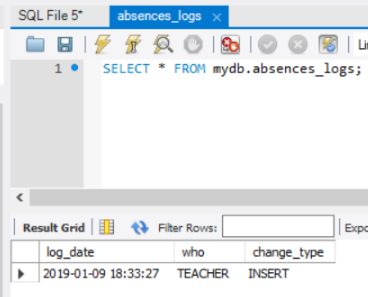 SQL File 5* absences_logs
1 SELECT * FROM mydb.absences_logs;
Result Grid Filter Rows:
log_date who change_type
2019-01-09 18:33:27 TEACHER INSERT